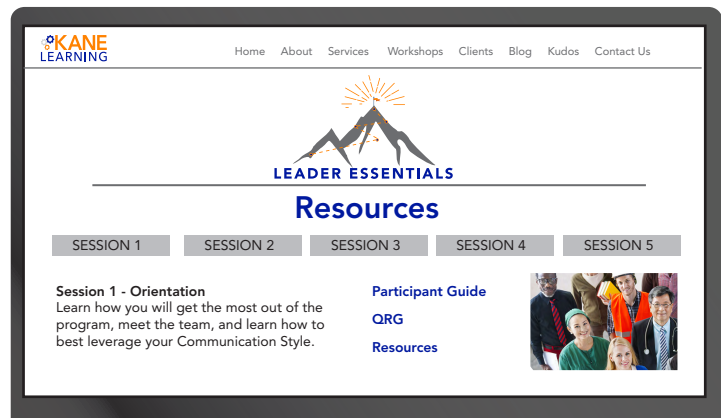 KANE
LEARNING
Home About Services Workshops Clients Blog Kudos Contact Us
LEADER ESSENTIALS
Resources
SESSION 1 SESSION 2 SESSION 3 SESSION 4 SESSION 5
Session 1 - Orientation
Learn how you will get the most out of the
program, meet the team, and learn how to
best leverage your Communication Style.
Participant Guide
QRG
Resources